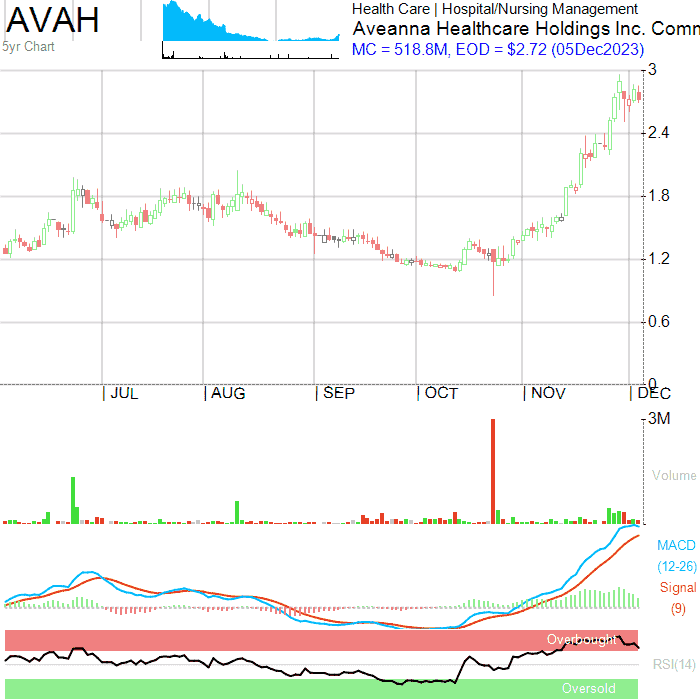 AVAH
5yr Chart
Health Care | Hospital/Nursing Management
Aveanna Healthcare Holdings Inc. Comm
MC = 518.8M, EOD = $2.72 (05Dec2023)
3
2.4
1.8
1.2
0.6
0
JUL
AUG
SEP
OCT
NOV
DEC
3M
Volume
MACD
(12-26)
Signal
(9)
Overbought
RSI(14)
Oversold